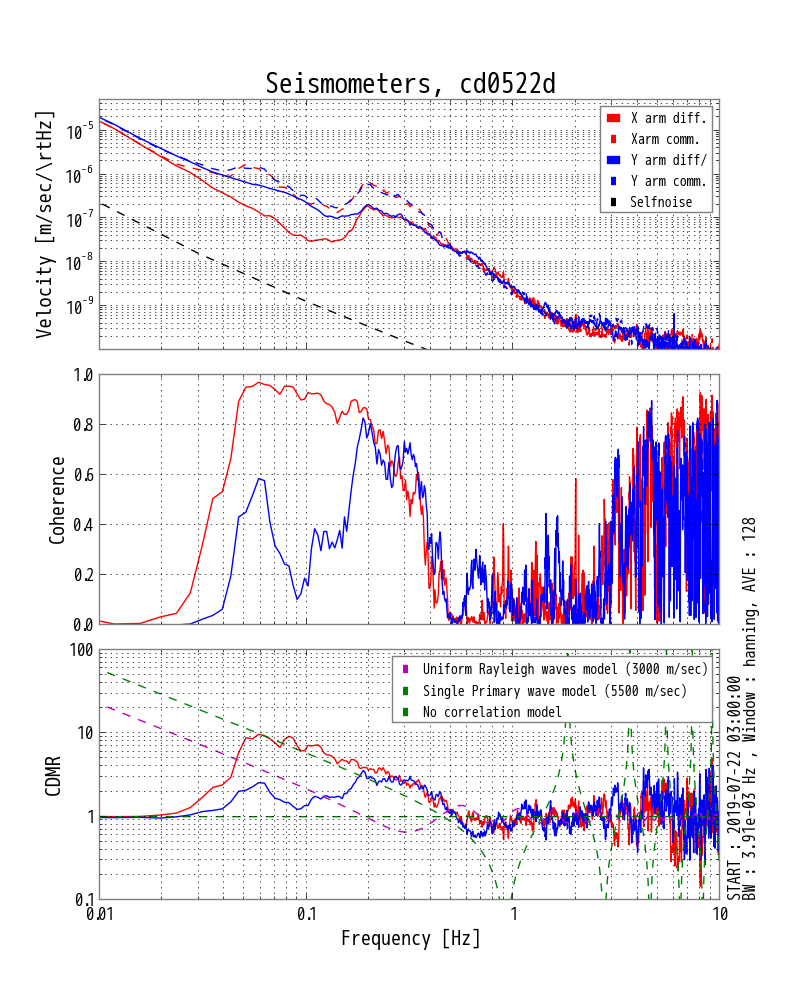 Seismometers, cd0522d
Velocity [m/sec/\rtHz]
10^-5
10^-6
10^-7
10^-8
10^-9
X arm diff.
Xarm comm.
Y arm diff/
Y arm comm.
Selfnoise
Coherence
1.0
0.8
0.6
0.4
0.2
0.0
CDMR
100
10
1
0.1
Uniform Rayleigh waves model (3000 m/sec)
Single Primary wave model (5500 m/sec)
No correlation model
0.01
0.1
1
10
Frequency [Hz]
START : 2019-07-22 03:00:00
BW : 3.91e-03 Hz , Window : hanning, AVE : 128